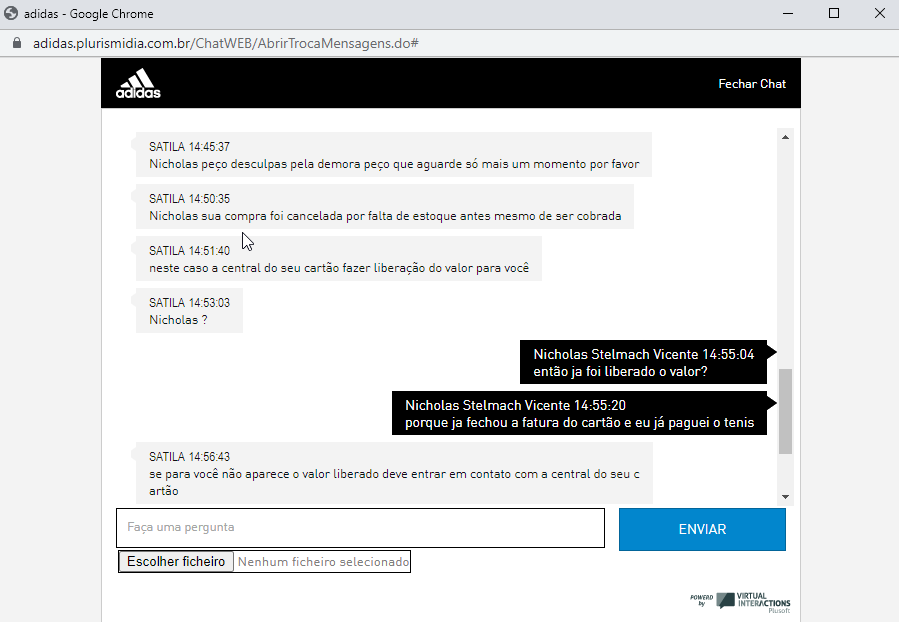 adidas - Google Chrome
adidas.plurismidia.com.br/ChatWEB/AbrirTrocaMensagens.do#
adidas
Fechar Chat
SATILA 14:45:37
Nicholas peço desculpas pela demora peço que aguarde só mais um momento por favor
SATILA 14:50:35
Nicholas sua compra foi cancelada por falta de estoque antes mesmo de ser cobrada
SATILA 14:51:40
neste caso a central do seu cartão fazer liberação do valor para você
SATILA 14:53:03
Nicholas ?
Nicholas Stelmach Vicente 14:55:04
então ja foi liberado o valor?
Nicholas Stelmach Vicente 14:55:20
porque ja fechou a fatura do cartão e eu já paguei o tenis
SATILA 14:56:43
se para você não aparece o valor liberado deve entrar em contato com a central do seu c
artão
Faça uma pergunta
ENVIAR
Escolher ficheiro Nenhum ficheiro selecionado
POWERD
by
VIRTUAL
INTERACTIONS
Plusoft